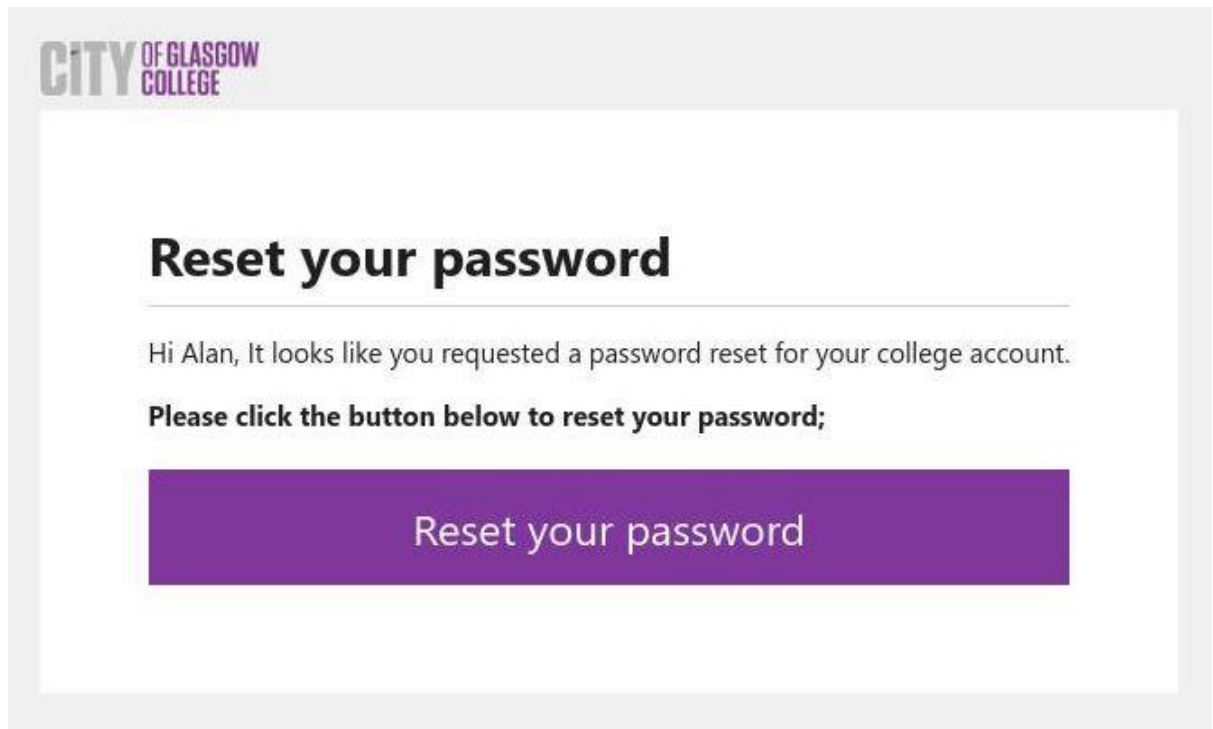 CiTY OF GLASGOW
COLLEGE
Reset your password
Hi Alan, It looks like you requested a password reset for your college account.
Please click the button below to reset your password;
Reset your password